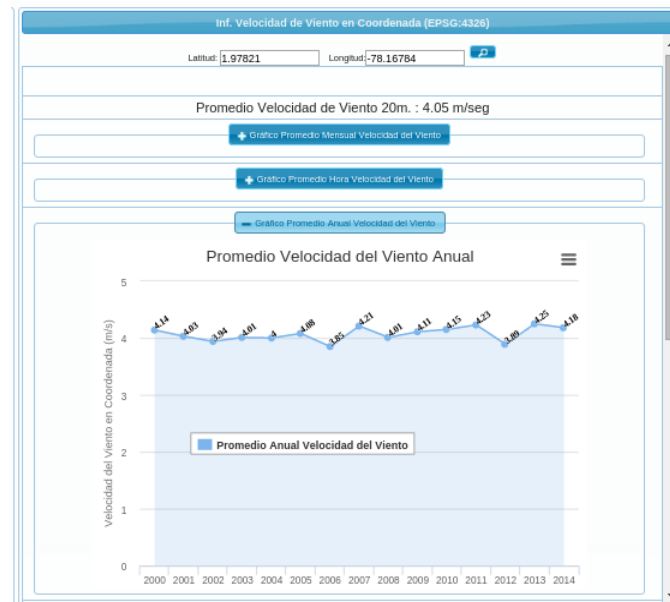 Inf. Velocidad de Viento en Coordenada (EPSG:4326)
Latitud: 1.97821 Longitud: -78.16784
Promedio Velocidad de Viento 20m. : 4.05 m/seg
Gráfico Promedio Mensual Velocidad del Viento
Gráfico Promedio Hora Velocidad del Viento
Gráfico Promedio Anual Velocidad del Viento
Promedio Velocidad del Viento Anual
Velocidad del Viento en Coordenada (m/s)
5
4
3
2
1
0
4.14 4.03 3.94 4.01 4 4.08 3.85 4.21 4.01 4.11 4.15 4.23 3.89 4.25 4.18
Promedio Anual Velocidad del Viento
2000 2001 2002 2003 2004 2005 2006 2007 2008 2009 2010 2011 2012 2013 2014